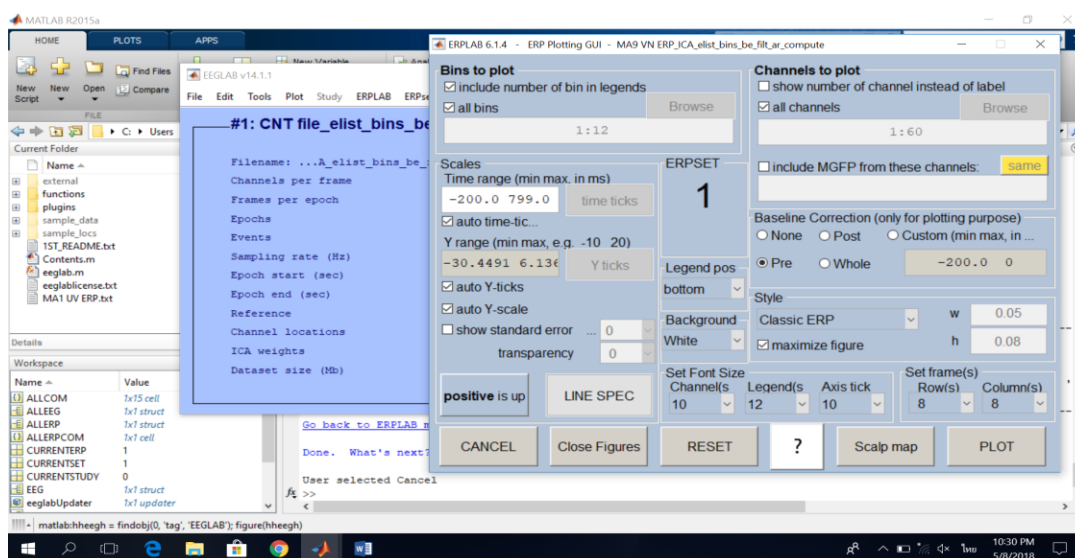 MATLAB R2015a
HOME
PLOTS
APPS
New
Script
New
Open
Find Files
Compare
FILE
C:
Users
Current Folder
Name
external
functions
plugins
sample_data
sample_locs
1ST_README.txt
Contents.m
eeglab.m
eeglablicense.txt
MA1 UV ERP.txt
Details
Workspace
Name
Value
ALLCOM
1x15 cell
ALLEEG
1x1 struct
ALLERP
1x1 struct
ALLERPCOM
1x1 cell
CURRENTERP
1
CURRENTSET
1
CURRENTSTUDY
0
EEG
1x1 struct
eeglabUpdater
1x1 updater
EEGLAB v14.1.1
File Edit Tools Plot Study ERPLAB ERPse
#1: CNT file_elist_bins_be
Filename: ...A_elist_bins_be_
Channels per frame
Frames per epoch
Epochs
Events
Sampling rate (Hz)
Epoch start (sec)
Epoch end (sec)
Reference
Channel locations
ICA weights
Dataset size (Mb)
Go back to ERPLAB m
Done. What's next?
User selected Cancel
fx >>
ERPLAB 6.1.4 - ERP Plotting GUI - MA9 VN ERP_ICA_elist_bins_be_filt_ar_compute
Bins to plot
include number of bin in legends
all bins
Browse
1:12
Channels to plot
show number of channel instead of label
all channels
Browse
1:60
include MGFP from these channels:
same
Scales
Time range (min max, in ms)
-200.0 799.0
time ticks
auto time-tic...
Y range (min max, e.g. -10 20)
-30.4491 6.136
Y ticks
auto Y-ticks
auto Y-scale
show standard error ...
0
transparency
0
positive is up
LINE SPEC
ERPSET
1
Legend pos
bottom
Background
White
Baseline Correction (only for plotting purpose)
None
Post
Custom (min max, in ...
Pre
Whole
-200.0 0
Style
Classic ERP
w
0.05
maximize figure
h
0.08
Set Font Size
Channel(s
Legend(s
Axis tick
10
12
10
Set frame(s)
Row(s)
Column(s)
8
8
CANCEL
Close Figures
RESET
?
Scalp map
PLOT
matlab:hheegh = findobj(0, 'tag', 'EEGLAB'); figure(hheegh)
ไทย
10:30 PM
5/8/2018